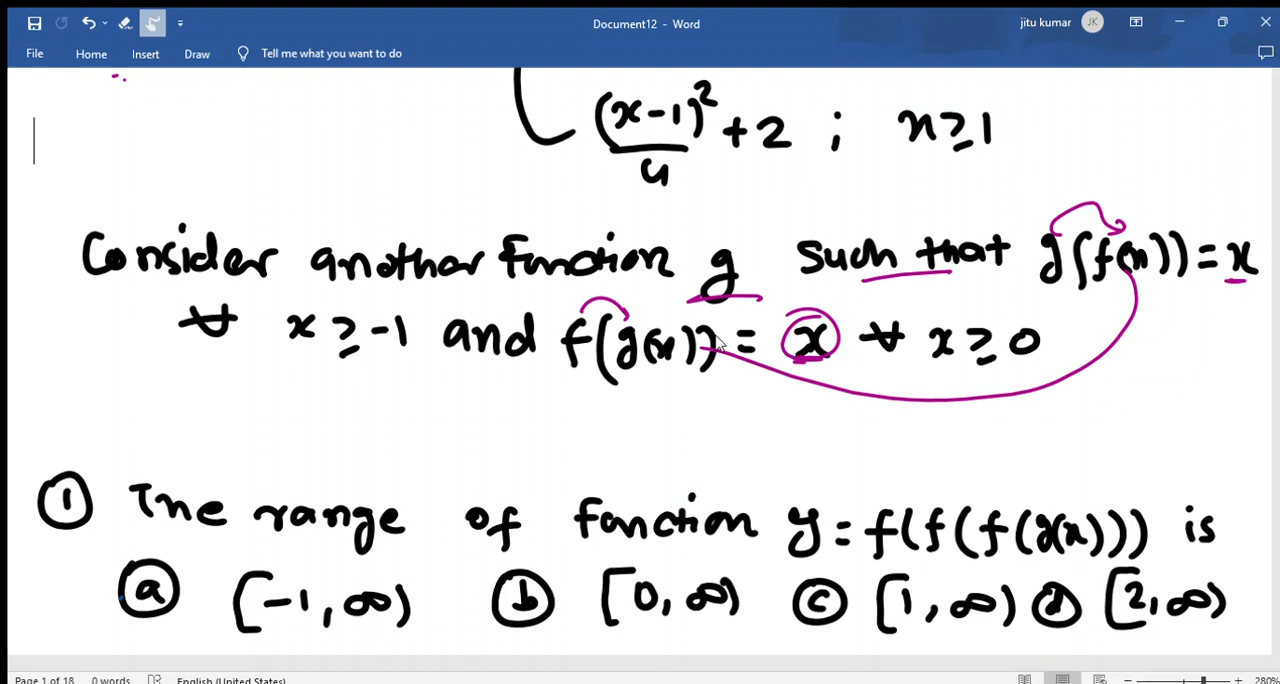 Document12 - Word
jitu kumar
JK
File Home Insert Draw Tell me what you want to do
(x-1)²/4 + 2 ; x ≥ 1
Consider another function g such that g(f(x)) = x
∀ x ≥ -1 and f(g(x)) = x ∀ x ≥ 0
① The range of function y = f(f(f(g(x))) is
ⓐ [-1, ∞) ⓑ [0, ∞) ⓒ [1, ∞) ⓓ [2, ∞)
Page 1 of 18 0 words English (United States) 280%